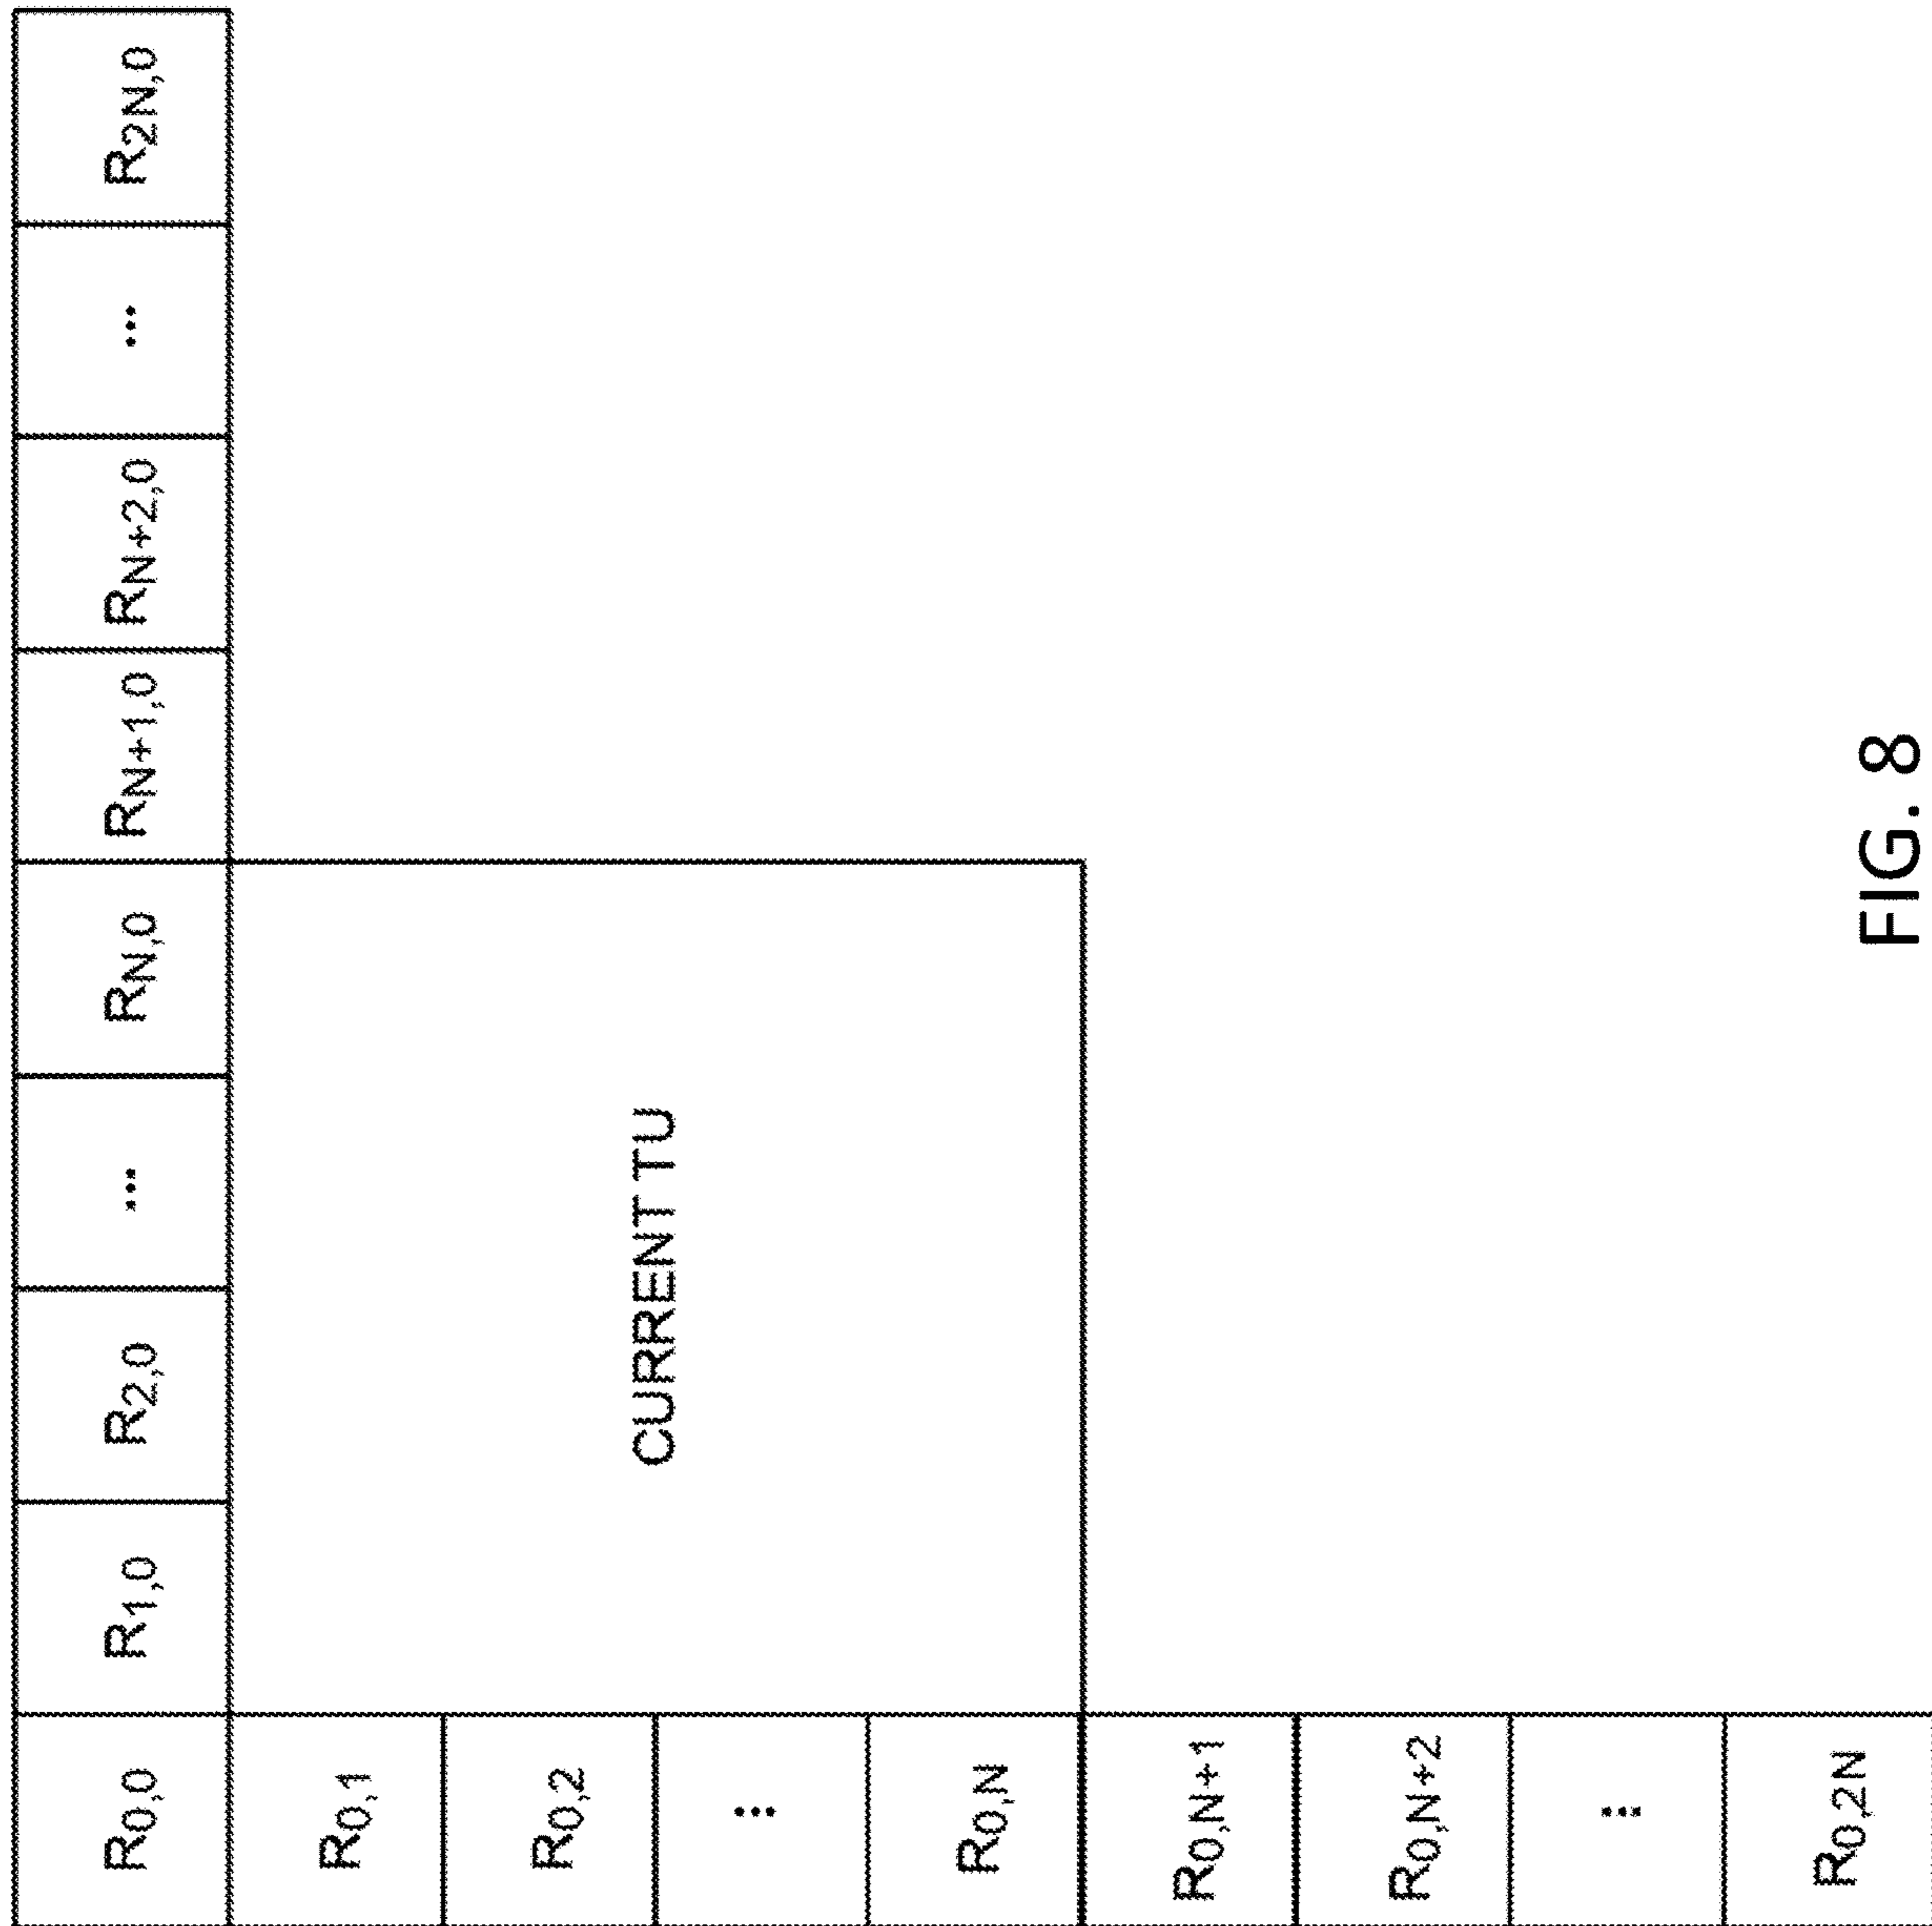 R0,0 R1,0 R2,0 ... RN,0 RN+1,0 RN+2,0 ... R2N,0
R0,1
R0,2
CURRENT TU
...
R0,N
R0,N+1
R0,N+2
...
R0,2N
FIG. 8